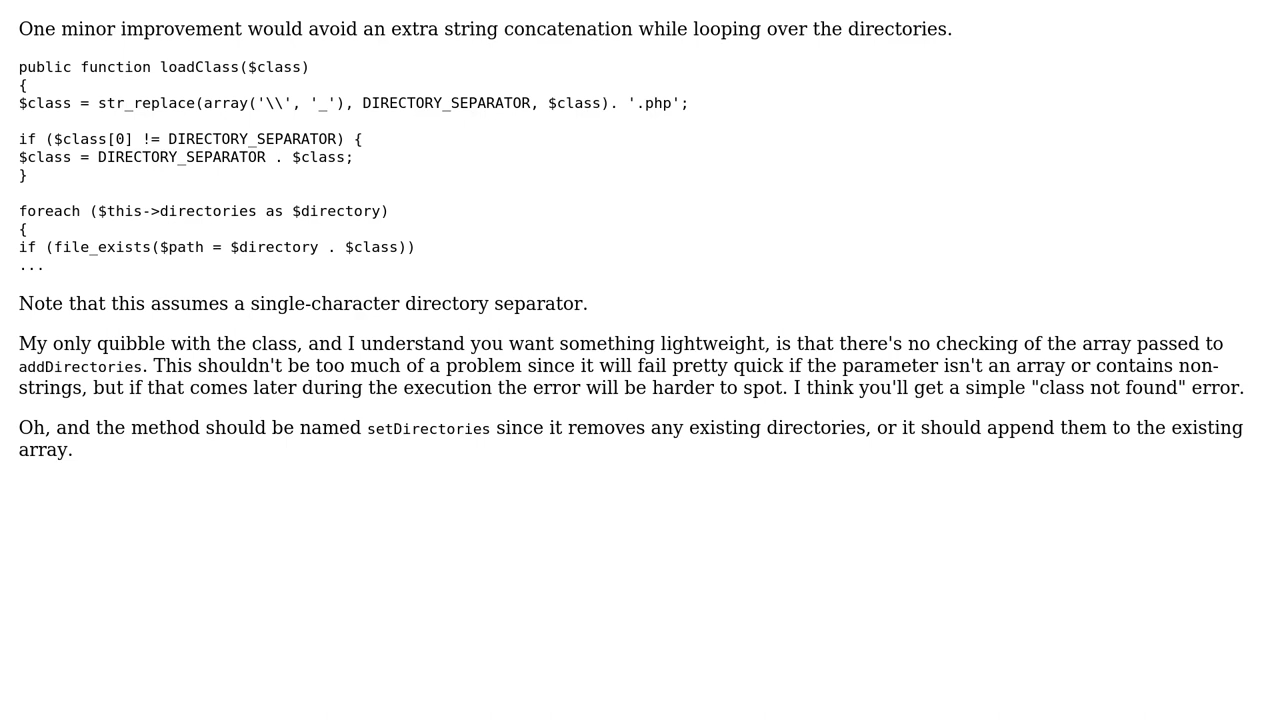 One minor improvement would avoid an extra string concatenation while looping over the directories.
public function loadClass($class)
{
$class = str_replace(array('\\', '_'), DIRECTORY_SEPARATOR, $class). '.php';
if ($class[0] != DIRECTORY_SEPARATOR) {
$class = DIRECTORY_SEPARATOR . $class;
}
foreach ($this->directories as $directory)
{
if (file_exists($path = $directory . $class))
...
Note that this assumes a single-character directory separator.
My only quibble with the class, and I understand you want something lightweight, is that there's no checking of the array passed to
addDirectories. This shouldn't be too much of a problem since it will fail pretty quick if the parameter isn't an array or contains non-
strings, but if that comes later during the execution the error will be harder to spot. I think you'll get a simple "class not found" error.
Oh, and the method should be named setDirectories since it removes any existing directories, or it should append them to the existing
array.